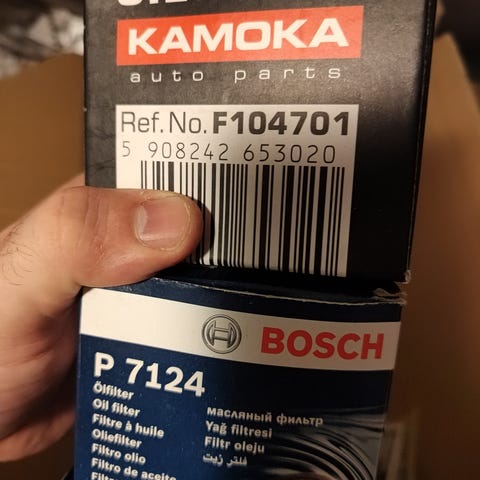 KAMOKA
auto parts
Ref. No. F104701
5 908242 653020
BOSCH
P 7124
Ölfilter
Oil filter
Filtre à huile
Oliefilter
Filtro olio
Filtro de aceite
масляный фильтр
Yağ filtresi
Filtr oleju
فلتر زيت